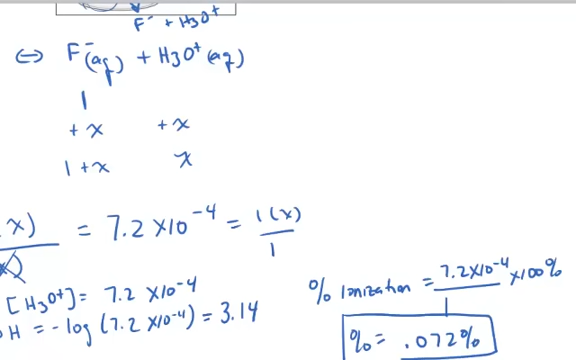 F⁻ + H3O⁺
⇔ F⁻(aq) + H3O⁺(aq)
1
+x +x
1+x x
x) = 7.2 x10⁻⁴ = 1(x)
1
[H3O⁺] = 7.2 x10⁻⁴
H = -log (7.2 x10⁻⁴) = 3.14
% Ionization = 7.2x10⁻⁴ x100%
1
% = .072%